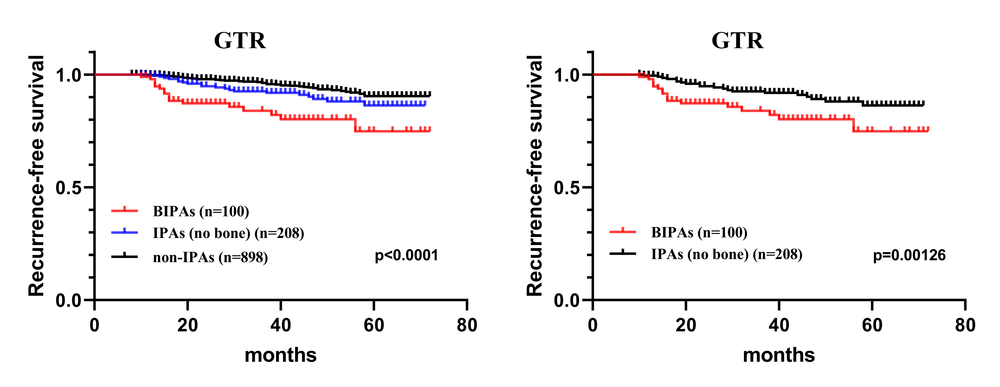 GTR
Recurrence-free survival
1.0
0.5
0.0
BIPAs (n=100)
IPAs (no bone) (n=208)
non-IPAs (n=898)
p<0.0001
0 20 40 60 80
months
GTR
Recurrence-free survival
1.0
0.5
0.0
BIPAs (n=100)
IPAs (no bone) (n=208)
p=0.00126
0 20 40 60 80
months